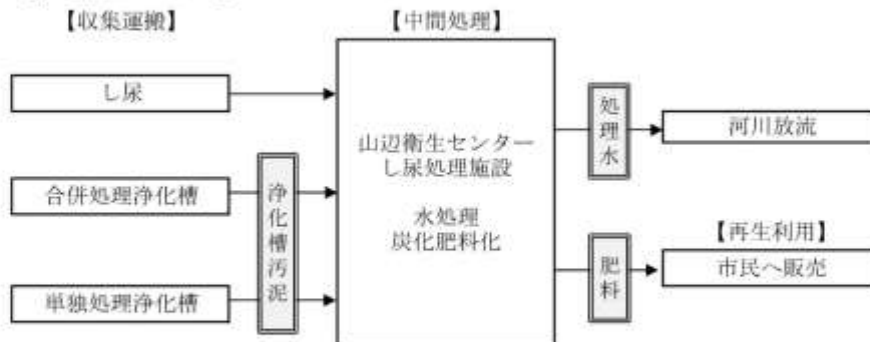 【収集運搬】
【中間処理】
し尿
合併処理浄化槽
単独処理浄化槽
浄化槽汚泥
山辺衛生センター
し尿処理施設
水処理
炭化肥料化
処理水
河川放流
【再生利用】
肥料
市民へ販売